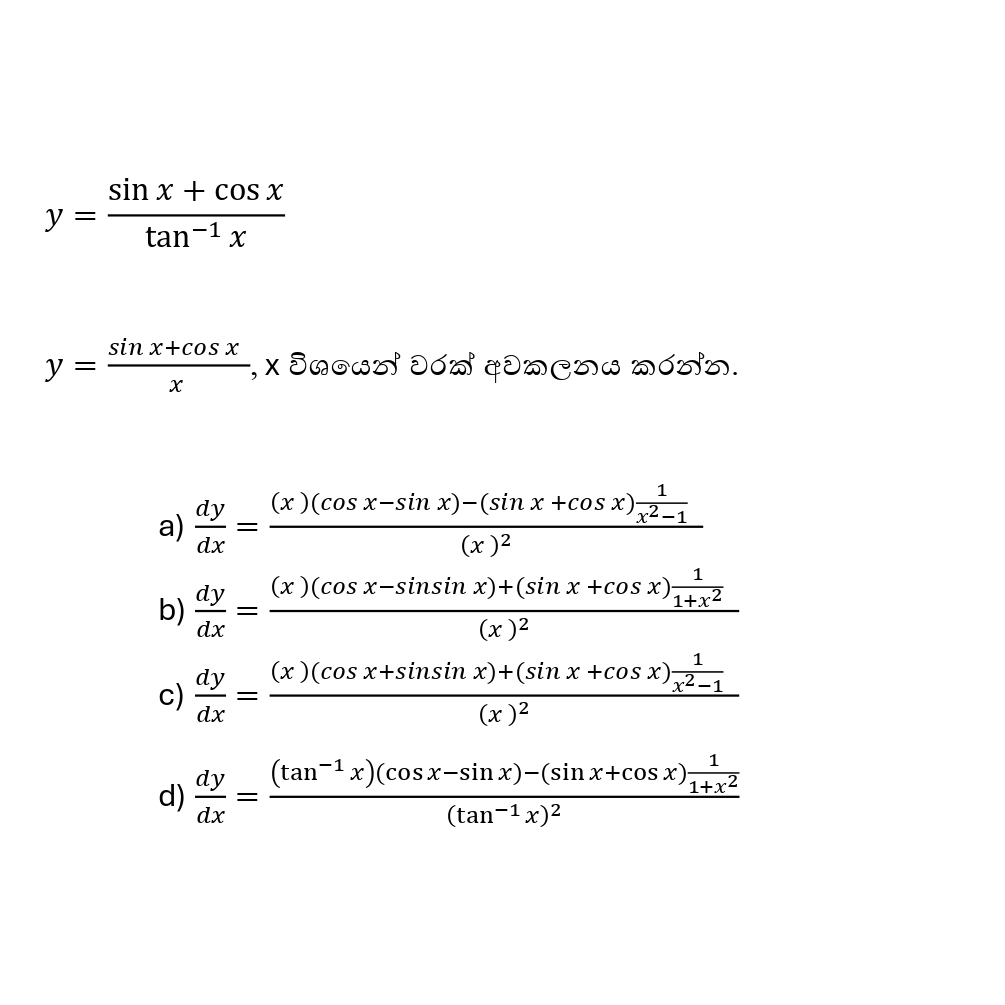 y = \frac{\sin x + \cos x}{\tan^{-1} x}
y = \frac{sin x+cos x}{x}, x විශයෙන් වරක් අවකලනය කරන්න.
a) \frac{dy}{dx} = \frac{(x )(cos x−sin x)−(sin x +cos x)\frac{1}{x^2−1}}{(x )^2}
b) \frac{dy}{dx} = \frac{(x )(cos x−sinsin x)+(sin x +cos x)\frac{1}{1+x^2}}{(x )^2}
c) \frac{dy}{dx} = \frac{(x )(cos x+sinsin x)+(sin x +cos x)\frac{1}{x^2−1}}{(x )^2}
d) \frac{dy}{dx} = \frac{(\tan^{-1} x)(\cos x−\sin x)−(\sin x+\cos x)\frac{1}{1+x^2}}{(\tan^{-1} x)^2}